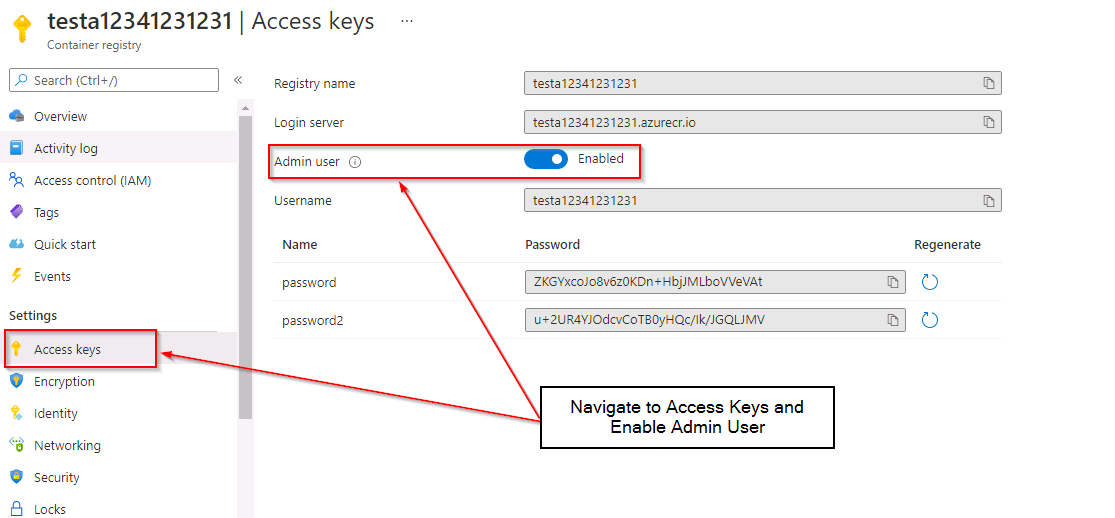 testa12341231231 | Access keys ...
Container registry
Search (Ctrl+/) «
Overview
Activity log
Access control (IAM)
Tags
Quick start
Events
Settings
Access keys
Encryption
Identity
Networking
Security
Locks
Registry name testa12341231231
Login server testa12341231231.azurecr.io
Admin user Enabled
Username testa12341231231
Name Password Regenerate
password ZKGYxcoJo8v6z0KDn+HbjJMLboVVeVAt
password2 u+2UR4YJOdcvCoTB0yHQc/Ik/JGQLJMV
Navigate to Access Keys and
Enable Admin User